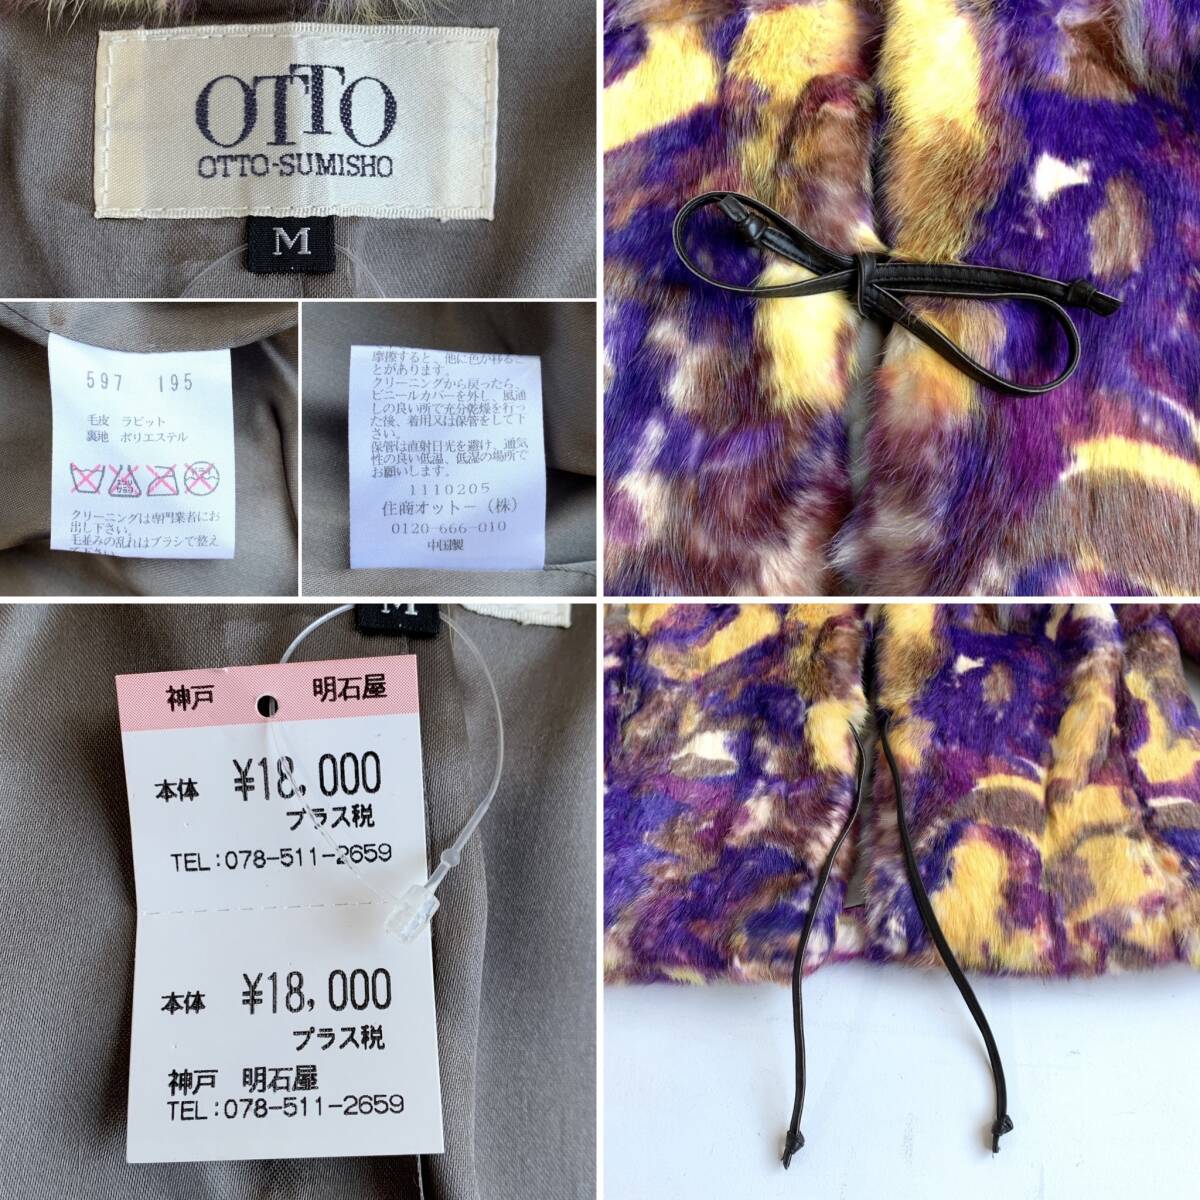 OTTO
OTTO-SUMISHO
M
597 195
毛皮 ラビット
裏地 ポリエステル
クリーニングは専門業者にお
出し下さい。
毛並みの乱れはブラシで整え
て下さい。
摩擦すると、他に色が移るこ
とがあります。
クリーニングから戻ったら、
ビニールカバーを外し、風通
しの良い所で充分乾燥を行っ
た後、着用又は保管をして下
さい。
保管は直射日光を避け、通気
性の良い低温、低湿の場所で
お願いします。
1110205
住商オットー(株)
0120-666-010
中国製
M
神戸 明石屋
本体 ¥18,000
プラス税
TEL:078-511-2659
本体 ¥18,000
プラス税
神戸 明石屋
TEL:078-511-2659